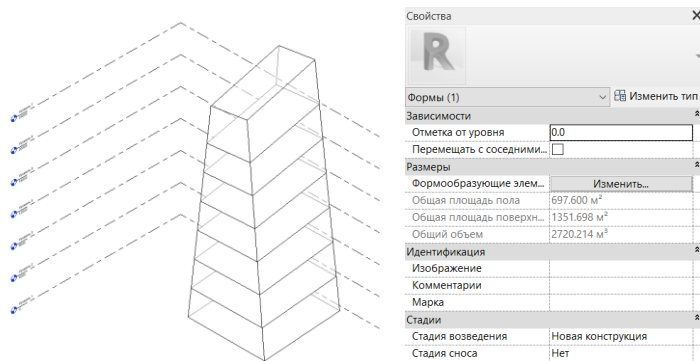 Свойства
Формы (1)
Изменить тип
Зависимости
Отметка от уровня 0.0
Перемещать с соседними...
Размеры
Формообразующие элем... Изменить...
Общая площадь пола 697.600 м²
Общая площадь поверхн... 1351.698 м²
Общий объем 2720.214 м³
Идентификация
Изображение
Комментарии
Марка
Стадии
Стадия возведения Новая конструкция
Стадия сноса Нет